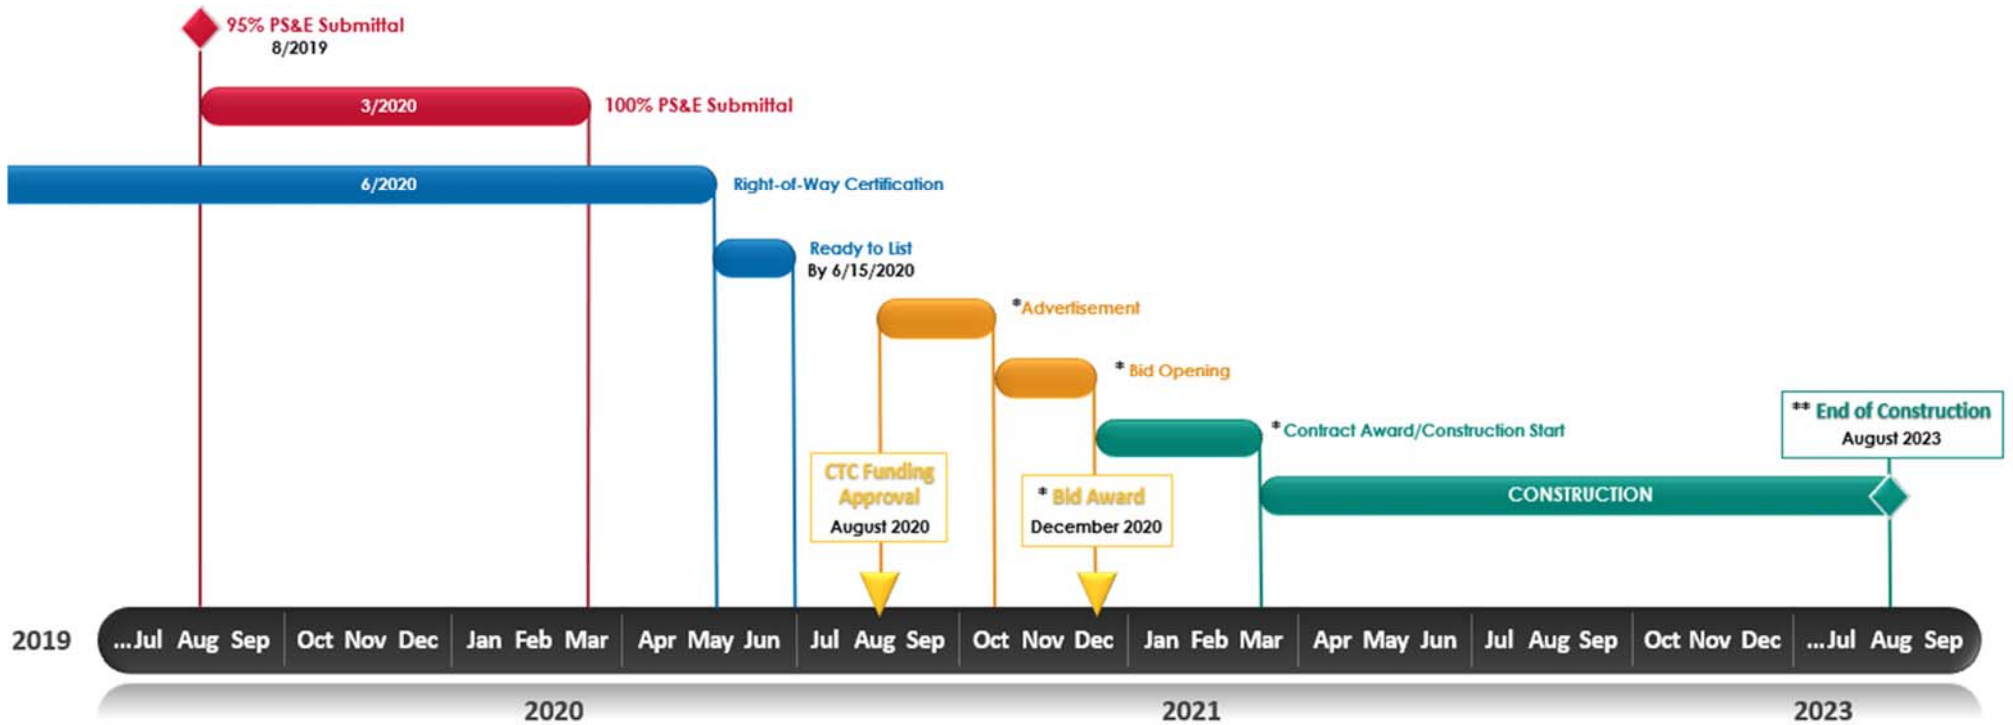 95% PS&E Submittal
8/2019
3/2020
100% PS&E Submittal
6/2020
Right-of-Way Certification
Ready to List
By 6/15/2020
*Advertisement
* Bid Opening
* Contract Award/Construction Start
** End of Construction
August 2023
CTC Funding
Approval
August 2020
* Bid Award
December 2020
CONSTRUCTION
2019 ...Jul Aug Sep Oct Nov Dec Jan Feb Mar Apr May Jun Jul Aug Sep Oct Nov Dec Jan Feb Mar Apr May Jun Jul Aug Sep Oct Nov Dec ...Jul Aug Sep
2020 2021 2023